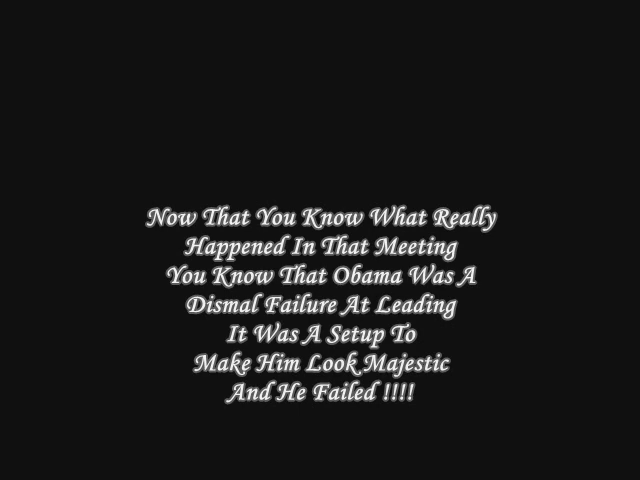 Now That You Know What Really
Happened In That Meeting
You Know That Obama Was A
Dismal Failure At Leading
It Was A Setup To
Make Him Look Majestic
And He Failed !!!!